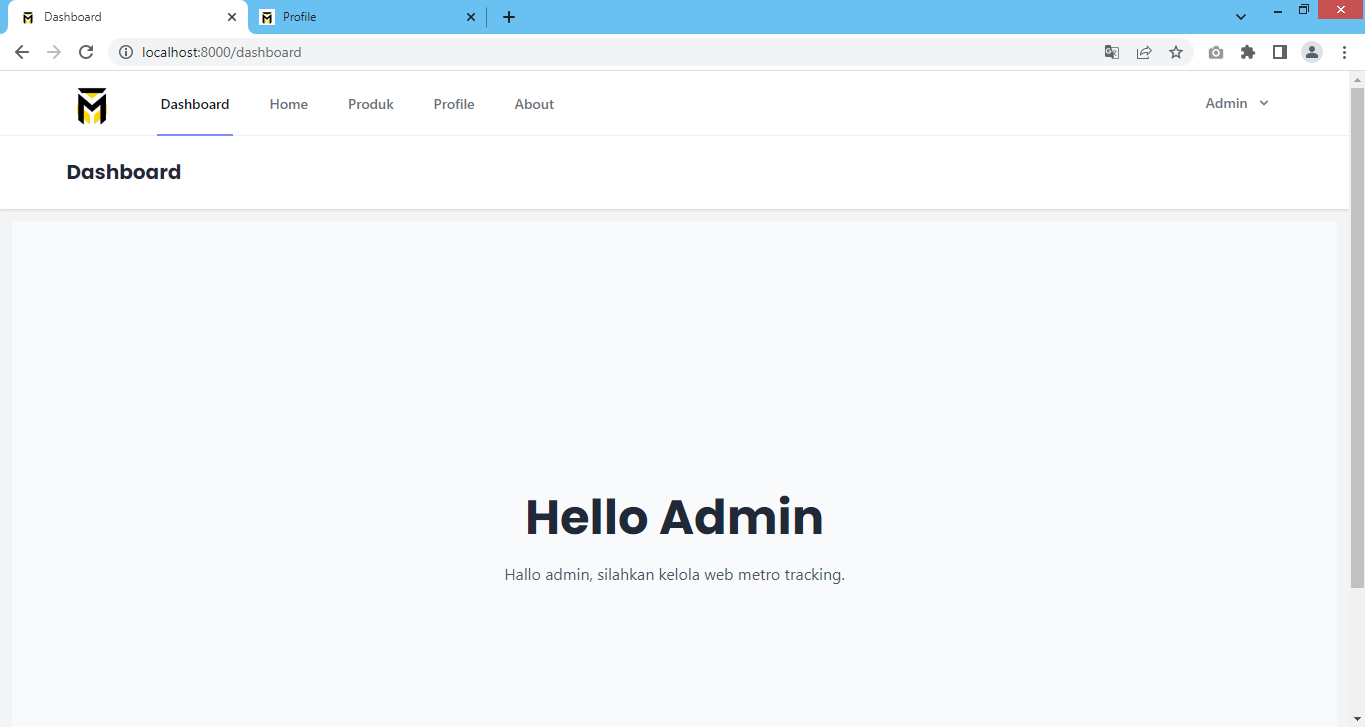 Dashboard
Profile
localhost:8000/dashboard
Dashboard
Home
Produk
Profile
About
Admin
Dashboard
Hello Admin
Hallo admin, silahkan kelola web metro tracking.